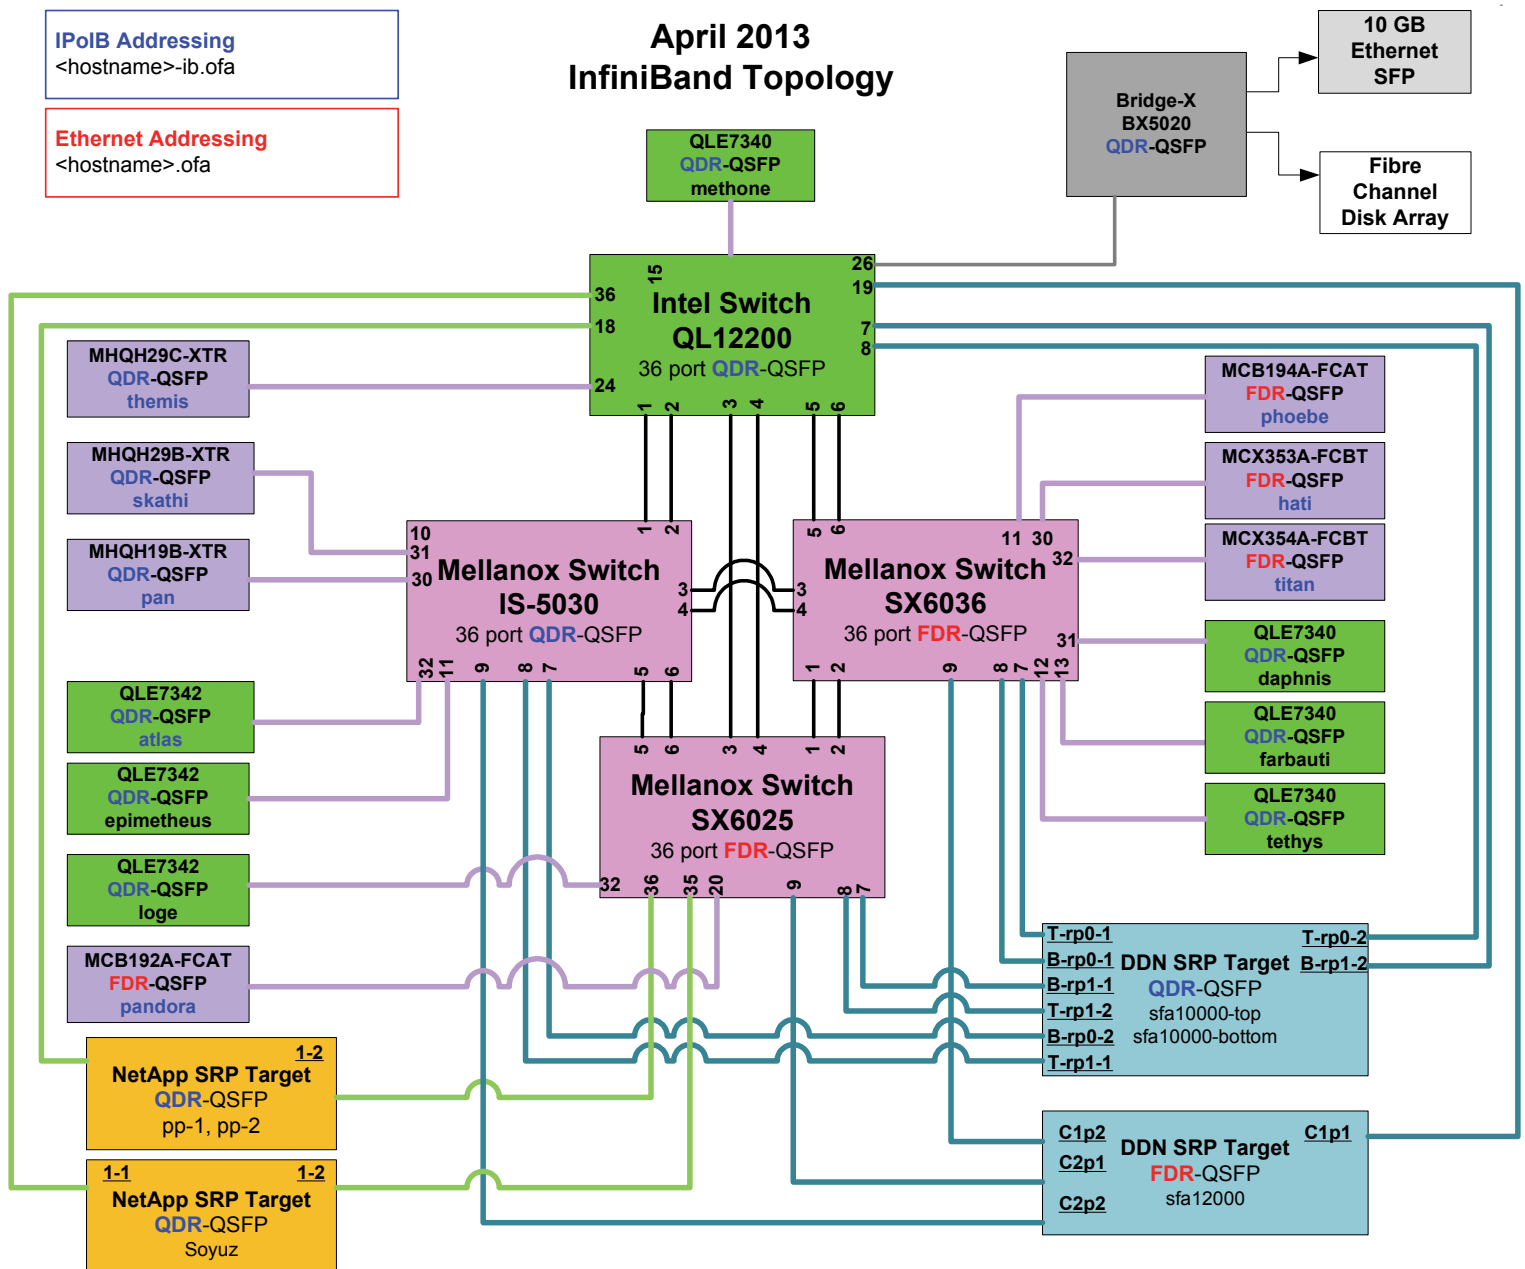 IPoIB Addressing
<hostname>-ib.ofa
Ethernet Addressing
<hostname>.ofa
April 2013
InfiniBand Topology
10 GB
Ethernet
SFP
Bridge-X
BX5020
QDR-QSFP
Fibre
Channel
Disk Array
QLE7340
QDR-QSFP
methone
15
26
19
7
8
36
18
24
Intel Switch
QL12200
36 port QDR-QSFP
1
2
3
4
5
6
MHQH29C-XTR
QDR-QSFP
themis
MHQH29B-XTR
QDR-QSFP
skathi
MHQH19B-XTR
QDR-QSFP
pan
QLE7342
QDR-QSFP
atlas
QLE7342
QDR-QSFP
epimetheus
QLE7342
QDR-QSFP
loge
MCB192A-FCAT
FDR-QSFP
pandora
1
2
10
31
30
Mellanox Switch
IS-5030
36 port QDR-QSFP
3
4
32
11
9
8
7
5
6
5
6
11
30
32
3
4
Mellanox Switch
SX6036
36 port FDR-QSFP
31
1
2
9
8
7
12
13
MCB194A-FCAT
FDR-QSFP
phoebe
MCX353A-FCBT
FDR-QSFP
hati
MCX354A-FCBT
FDR-QSFP
titan
QLE7340
QDR-QSFP
daphnis
QLE7340
QDR-QSFP
farbauti
QLE7340
QDR-QSFP
tethys
5
6
3
4
1
2
Mellanox Switch
SX6025
36 port FDR-QSFP
32
36
35
20
9
8
7
T-rp0-1
B-rp0-1
B-rp1-1
T-rp1-2
B-rp0-2
T-rp1-1
DDN SRP Target
QDR-QSFP
sfa10000-top
sfa10000-bottom
T-rp0-2
B-rp1-2
1-2
NetApp SRP Target
QDR-QSFP
pp-1, pp-2
1-1
1-2
NetApp SRP Target
QDR-QSFP
Soyuz
C1p2
C2p1
C2p2
DDN SRP Target
FDR-QSFP
sfa12000
C1p1